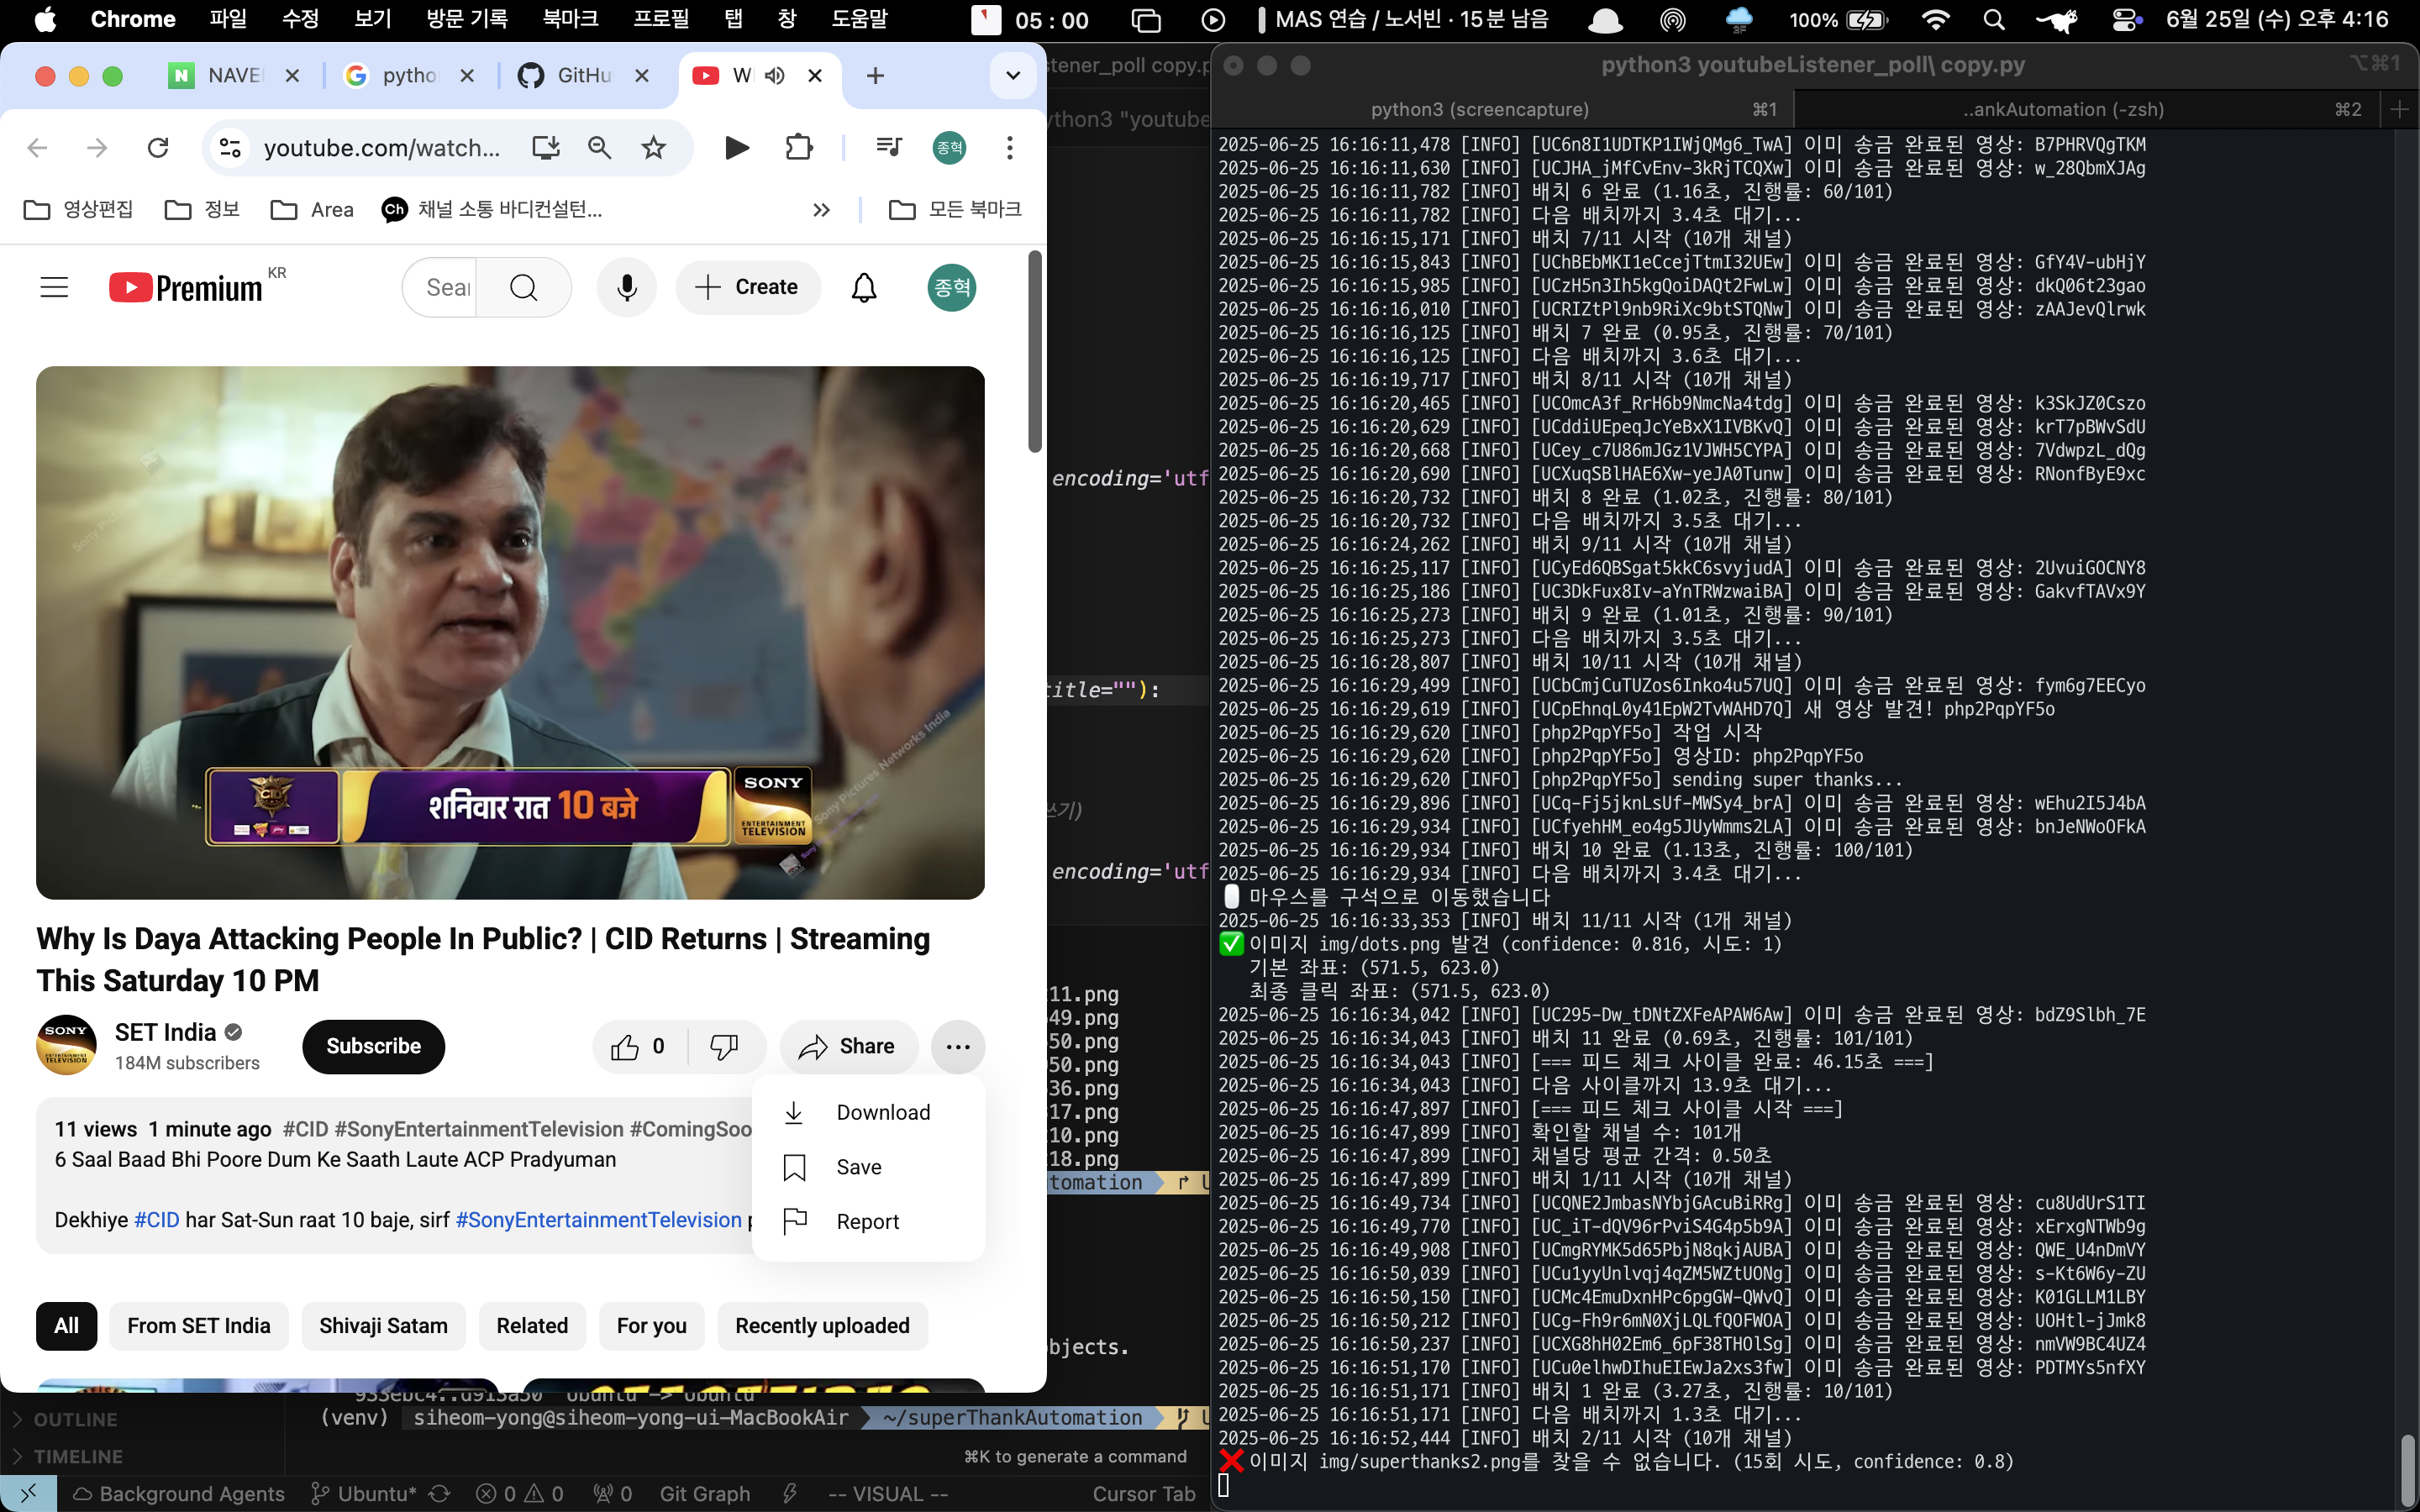 Chrome 파일 수정 보기 방문 기록 북마크 프로필 탭 창 도움말
05 : 00 MAS 연습 / 노서빈 · 15분 남음 100% 6월 25일 (수) 오후 4:16
NAVE pytho GitHu W
youtube.com/watch... 종혁
영상편집 정보 Area Ch 채널 소통 바디컨설턴... 모든 북마크
Premium KR Sear Create 종혁
शनिवार रात 10 बजे
CID
SONY
ENTERTAINMENT
TELEVISION
Sony Pictures Networks India
Why Is Daya Attacking People In Public? | CID Returns | Streaming
This Saturday 10 PM
SONY
ENTERTAINMENT
TELEVISION
SET India
184M subscribers
Subscribe
0
Share
Download
Save
Report
11 views 1 minute ago #CID #SonyEntertainmentTelevision #ComingSoo
6 Saal Baad Bhi Poore Dum Ke Saath Laute ACP Pradyuman
Dekhiye #CID har Sat-Sun raat 10 baje, sirf #SonyEntertainmentTelevision p
All From SET India Shivaji Satam Related For you Recently uploaded
stener_poll copy.p
ython3 "youtube
encoding='utf
title=""):
쓰기)
encoding='utf
11.png
49.png
50.png
50.png
36.png
17.png
10.png
18.png
tomation
bjects.
933ebc4..d913a50 Ubuntu -> Ubuntu
(venv) siheom-yong@siheom-yong-ui-MacBookAir ~/superThankAutomation
⌘K to generate a command
OUTLINE
TIMELINE
Background Agents Ubuntu* 0 0 0 Git Graph -- VISUAL -- Cursor Tab
python3 youtubeListener_poll\ copy.py ⌥⌘1
python3 (screencapture) ⌘1 ..ankAutomation (-zsh) ⌘2
2025-06-25 16:16:11,478 [INFO] [UC6n8I1UDTKP1IWjQMg6_TwA] 이미 송금 완료된 영상: B7PHRVQgTKM
2025-06-25 16:16:11,630 [INFO] [UCJHA_jMfCvEnv-3kRjTCQXw] 이미 송금 완료된 영상: w_28QbmXJAg
2025-06-25 16:16:11,782 [INFO] 배치 6 완료 (1.16초, 진행률: 60/101)
2025-06-25 16:16:11,782 [INFO] 다음 배치까지 3.4초 대기...
2025-06-25 16:16:15,171 [INFO] 배치 7/11 시작 (10개 채널)
2025-06-25 16:16:15,843 [INFO] [UChBEbMKI1eCcejTtmI32UEw] 이미 송금 완료된 영상: GfY4V-ubHjY
2025-06-25 16:16:15,985 [INFO] [UCzH5n3Ih5kgQoiDAQt2FwLw] 이미 송금 완료된 영상: dkQ06t23gao
2025-06-25 16:16:16,010 [INFO] [UCRIZtPl9nb9RiXc9btSTQNw] 이미 송금 완료된 영상: zAAJevQlrwk
2025-06-25 16:16:16,125 [INFO] 배치 7 완료 (0.95초, 진행률: 70/101)
2025-06-25 16:16:16,125 [INFO] 다음 배치까지 3.6초 대기...
2025-06-25 16:16:19,717 [INFO] 배치 8/11 시작 (10개 채널)
2025-06-25 16:16:20,465 [INFO] [UCOmcA3f_RrH6b9NmcNa4tdg] 이미 송금 완료된 영상: k3SkJZ0Cszo
2025-06-25 16:16:20,629 [INFO] [UCddiUEpeqJcYeBxX1IVBKvQ] 이미 송금 완료된 영상: krT7pBWvSdU
2025-06-25 16:16:20,668 [INFO] [UCey_c7U86mJGz1VJWH5CYPA] 이미 송금 완료된 영상: 7VdwpzL_dQg
2025-06-25 16:16:20,690 [INFO] [UCXuqSBlHAE6Xw-yeJA0Tunw] 이미 송금 완료된 영상: RNonfByE9xc
2025-06-25 16:16:20,732 [INFO] 배치 8 완료 (1.02초, 진행률: 80/101)
2025-06-25 16:16:20,732 [INFO] 다음 배치까지 3.5초 대기...
2025-06-25 16:16:24,262 [INFO] 배치 9/11 시작 (10개 채널)
2025-06-25 16:16:25,117 [INFO] [UCyEd6QBSgat5kkC6svyjudA] 이미 송금 완료된 영상: 2UvuiGOCNY8
2025-06-25 16:16:25,186 [INFO] [UC3DkFux8Iv-aYnTRWzwaiBA] 이미 송금 완료된 영상: GakvfTAVx9Y
2025-06-25 16:16:25,273 [INFO] 배치 9 완료 (1.01초, 진행률: 90/101)
2025-06-25 16:16:25,273 [INFO] 다음 배치까지 3.5초 대기...
2025-06-25 16:16:28,807 [INFO] 배치 10/11 시작 (10개 채널)
2025-06-25 16:16:29,499 [INFO] [UCbCmjCuTUZos6Inko4u57UQ] 이미 송금 완료된 영상: fym6g7EECyo
2025-06-25 16:16:29,619 [INFO] [UCpEhnqL0y41EpW2TvWAHD7Q] 새 영상 발견! php2PqpYF5o
2025-06-25 16:16:29,620 [INFO] [php2PqpYF5o] 작업 시작
2025-06-25 16:16:29,620 [INFO] [php2PqpYF5o] 영상ID: php2PqpYF5o
2025-06-25 16:16:29,620 [INFO] [php2PqpYF5o] sending super thanks...
2025-06-25 16:16:29,896 [INFO] [UCq-Fj5jknLsUf-MWSy4_brA] 이미 송금 완료된 영상: wEhu2I5J4bA
2025-06-25 16:16:29,934 [INFO] [UCfyehHM_eo4g5JUyWmms2LA] 이미 송금 완료된 영상: bnJeNWoOFkA
2025-06-25 16:16:29,934 [INFO] 배치 10 완료 (1.13초, 진행률: 100/101)
2025-06-25 16:16:29,934 [INFO] 다음 배치까지 3.4초 대기...
마우스를 구석으로 이동했습니다
2025-06-25 16:16:33,353 [INFO] 배치 11/11 시작 (1개 채널)
✅ 이미지 img/dots.png 발견 (confidence: 0.816, 시도: 1)
기본 좌표: (571.5, 623.0)
최종 클릭 좌표: (571.5, 623.0)
2025-06-25 16:16:34,042 [INFO] [UC295-Dw_tDNtZXFeAPAW6Aw] 이미 송금 완료된 영상: bdZ9Slbh_7E
2025-06-25 16:16:34,043 [INFO] 배치 11 완료 (0.69초, 진행률: 101/101)
2025-06-25 16:16:34,043 [INFO] [=== 피드 체크 사이클 완료: 46.15초 ===]
2025-06-25 16:16:34,043 [INFO] 다음 사이클까지 13.9초 대기...
2025-06-25 16:16:47,897 [INFO] [=== 피드 체크 사이클 시작 ===]
2025-06-25 16:16:47,899 [INFO] 확인할 채널 수: 101개
2025-06-25 16:16:47,899 [INFO] 채널당 평균 간격: 0.50초
2025-06-25 16:16:47,899 [INFO] 배치 1/11 시작 (10개 채널)
2025-06-25 16:16:49,734 [INFO] [UCQNE2JmbasNYbjGAcuBiRRg] 이미 송금 완료된 영상: cu8UdUrS1TI
2025-06-25 16:16:49,770 [INFO] [UC_iT-dQV96rPviS4G4p5b9A] 이미 송금 완료된 영상: xErxgNTWb9g
2025-06-25 16:16:49,908 [INFO] [UCmgRYMK5d65PbjN8qkjAUBA] 이미 송금 완료된 영상: QWE_U4nDmVY
2025-06-25 16:16:50,039 [INFO] [UCu1yyUnlvqj4qZM5WZtUONg] 이미 송금 완료된 영상: s-Kt6W6y-ZU
2025-06-25 16:16:50,150 [INFO] [UCMc4EmuDxnHPc6pgGW-QWvQ] 이미 송금 완료된 영상: K01GLLM1LBY
2025-06-25 16:16:50,212 [INFO] [UCg-Fh9r6mN0XjLQLfQOFWOA] 이미 송금 완료된 영상: UOHtl-jJmk8
2025-06-25 16:16:50,237 [INFO] [UCXG8hH02Em6_6pF38THOlSg] 이미 송금 완료된 영상: nmVW9BC4UZ4
2025-06-25 16:16:51,170 [INFO] [UCu0elhwDIhuEIEwJa2xs3fw] 이미 송금 완료된 영상: PDTMYs5nfXY
2025-06-25 16:16:51,171 [INFO] 배치 1 완료 (3.27초, 진행률: 10/101)
2025-06-25 16:16:51,171 [INFO] 다음 배치까지 1.3초 대기...
2025-06-25 16:16:52,444 [INFO] 배치 2/11 시작 (10개 채널)
❌ 이미지 img/superthanks2.png를 찾을 수 없습니다. (15회 시도, confidence: 0.8)